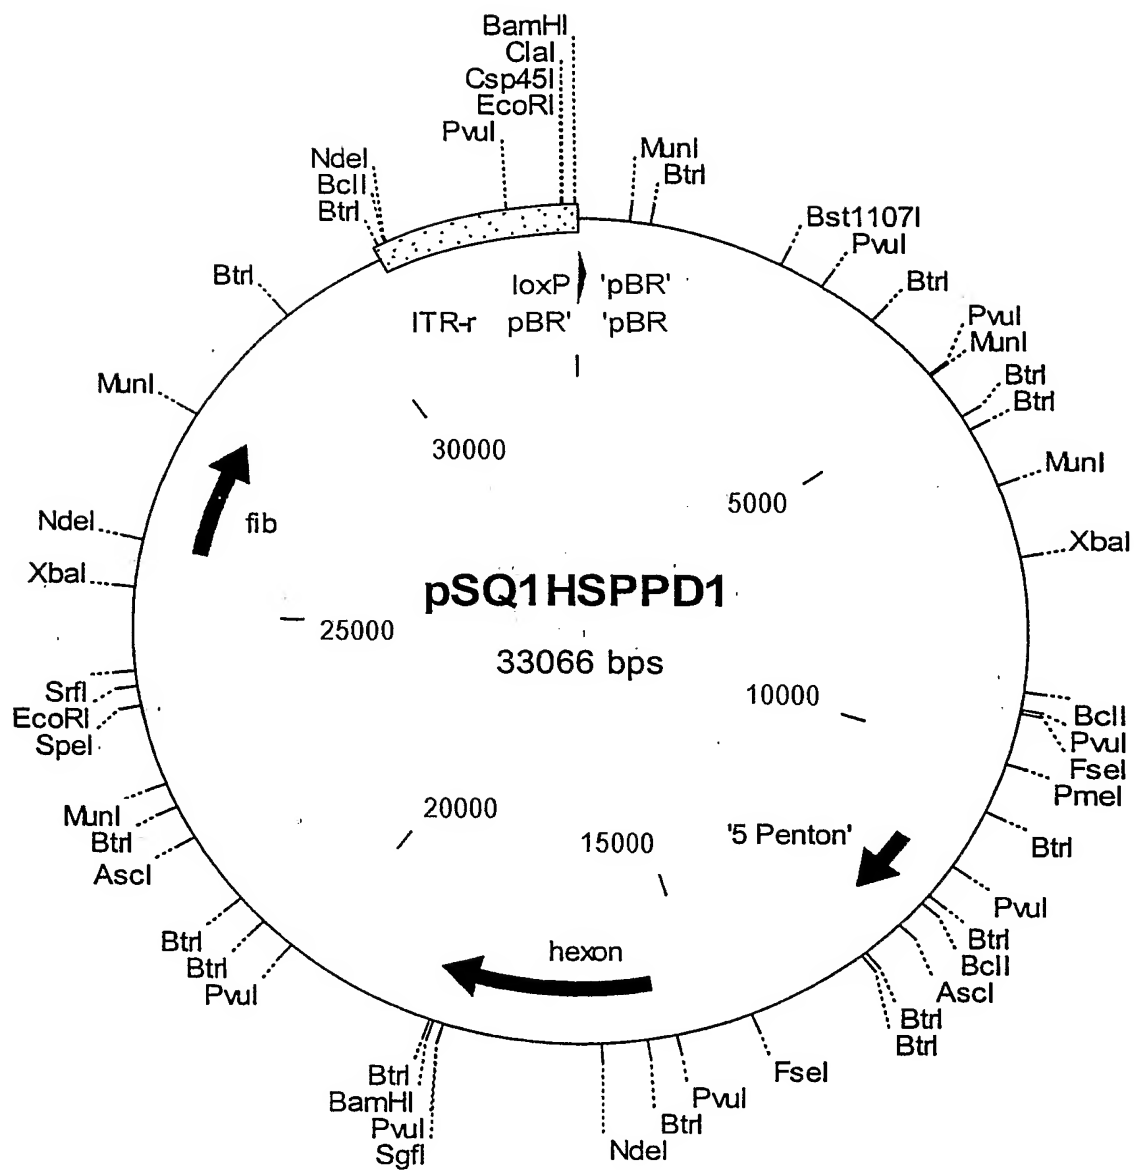 BamHI
ClaI
Csp45I
EcoRI
PvuI
NdeI
BclI
BtrI
MunI
BtrI
Bst1107I
PvuI
BtrI
PvuI
MunI
BtrI
BtrI
MunI
XbaI
BclI
PvuI
FseI
PmeI
BtrI
PvuI
BtrI
BclI
AscI
BtrI
BtrI
FseI
PvuI
BtrI
NdeI
BtrI
BamHI
PvuI
SgfI
PvuI
BtrI
BtrI
AscI
BtrI
MunI
SpeI
EcoRI
SrfI
XbaI
NdeI
MunI
BtrI
loxP 'pBR'
ITR-r pBR' 'pBR
30000
5000
fib
pSQ1HSPPD1
25000
33066 bps
10000
20000
15000
'5 Penton'
hexon